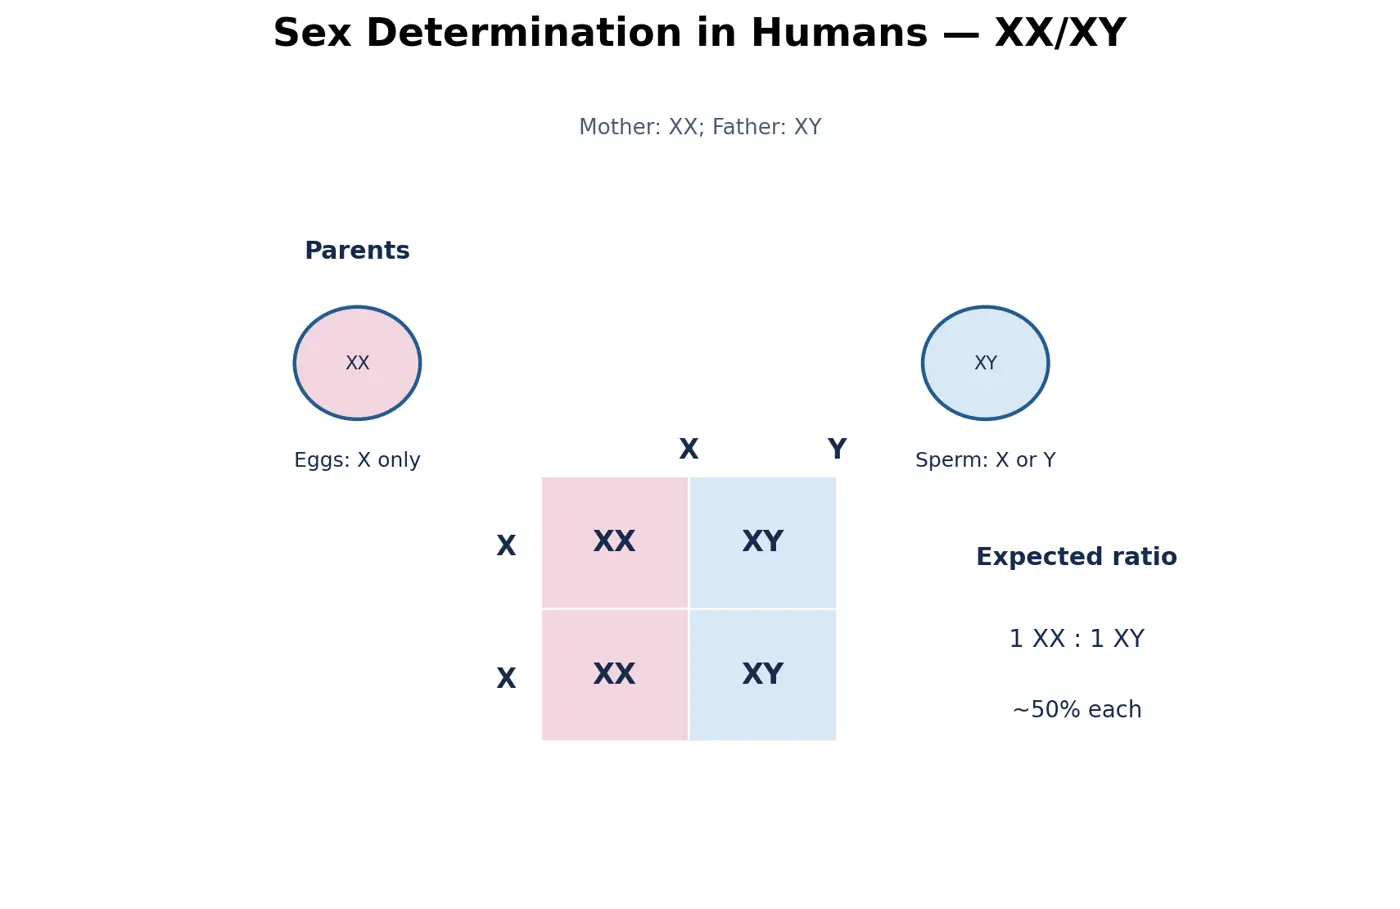 Sex Determination in Humans — XX/XY
Mother: XX; Father: XY
Parents
XX
XY
Eggs: X only
Sperm: X or Y
X Y
X XX XY
X XX XY
Expected ratio
1 XX : 1 XY
~50% each